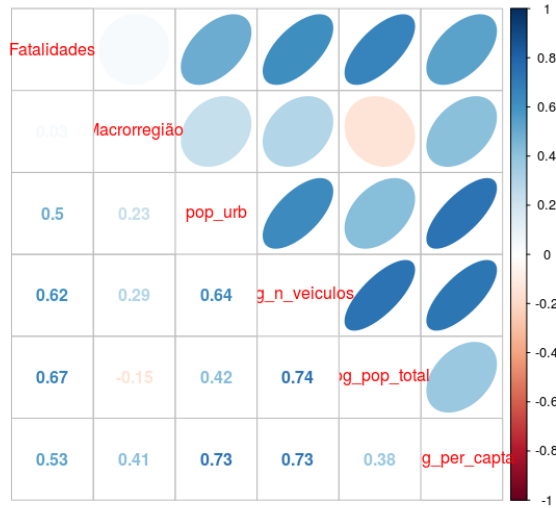 1
Fatalidades
0.8
0.03 Macrorregião
0.6
0.4
0.5 0.23 pop_urb
0.2
0
0.62 0.29 0.64 g_n_veiculos
-0.2
-0.4
0.67 -0.15 0.42 0.74 og_pop_total
-0.6
0.53 0.41 0.73 0.73 0.38 g_per_capta
-0.8
-1